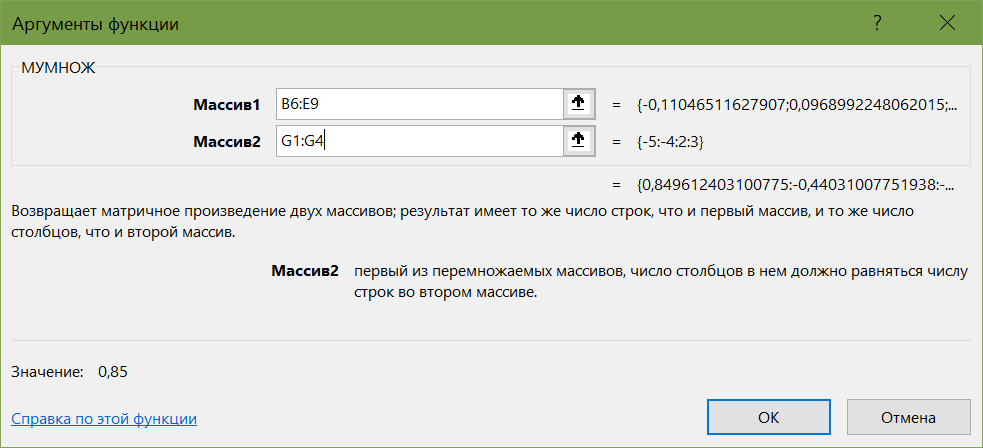 Аргументы функции ?
МУМНОЖ
Массив1 B6:E9 = {-0,11046511627907;0,0968992248062015;...
Массив2 G1:G4 = {-5:-4:2:3}
= {0,849612403100775:-0,44031007751938:-...
Возвращает матричное произведение двух массивов; результат имеет то же число строк, что и первый массив, и то же число
столбцов, что и второй массив.
Массив2 первый из перемножаемых массивов, число столбцов в нем должно равняться числу
строк во втором массиве.
Значение: 0,85
Справка по этой функции ОК Отмена